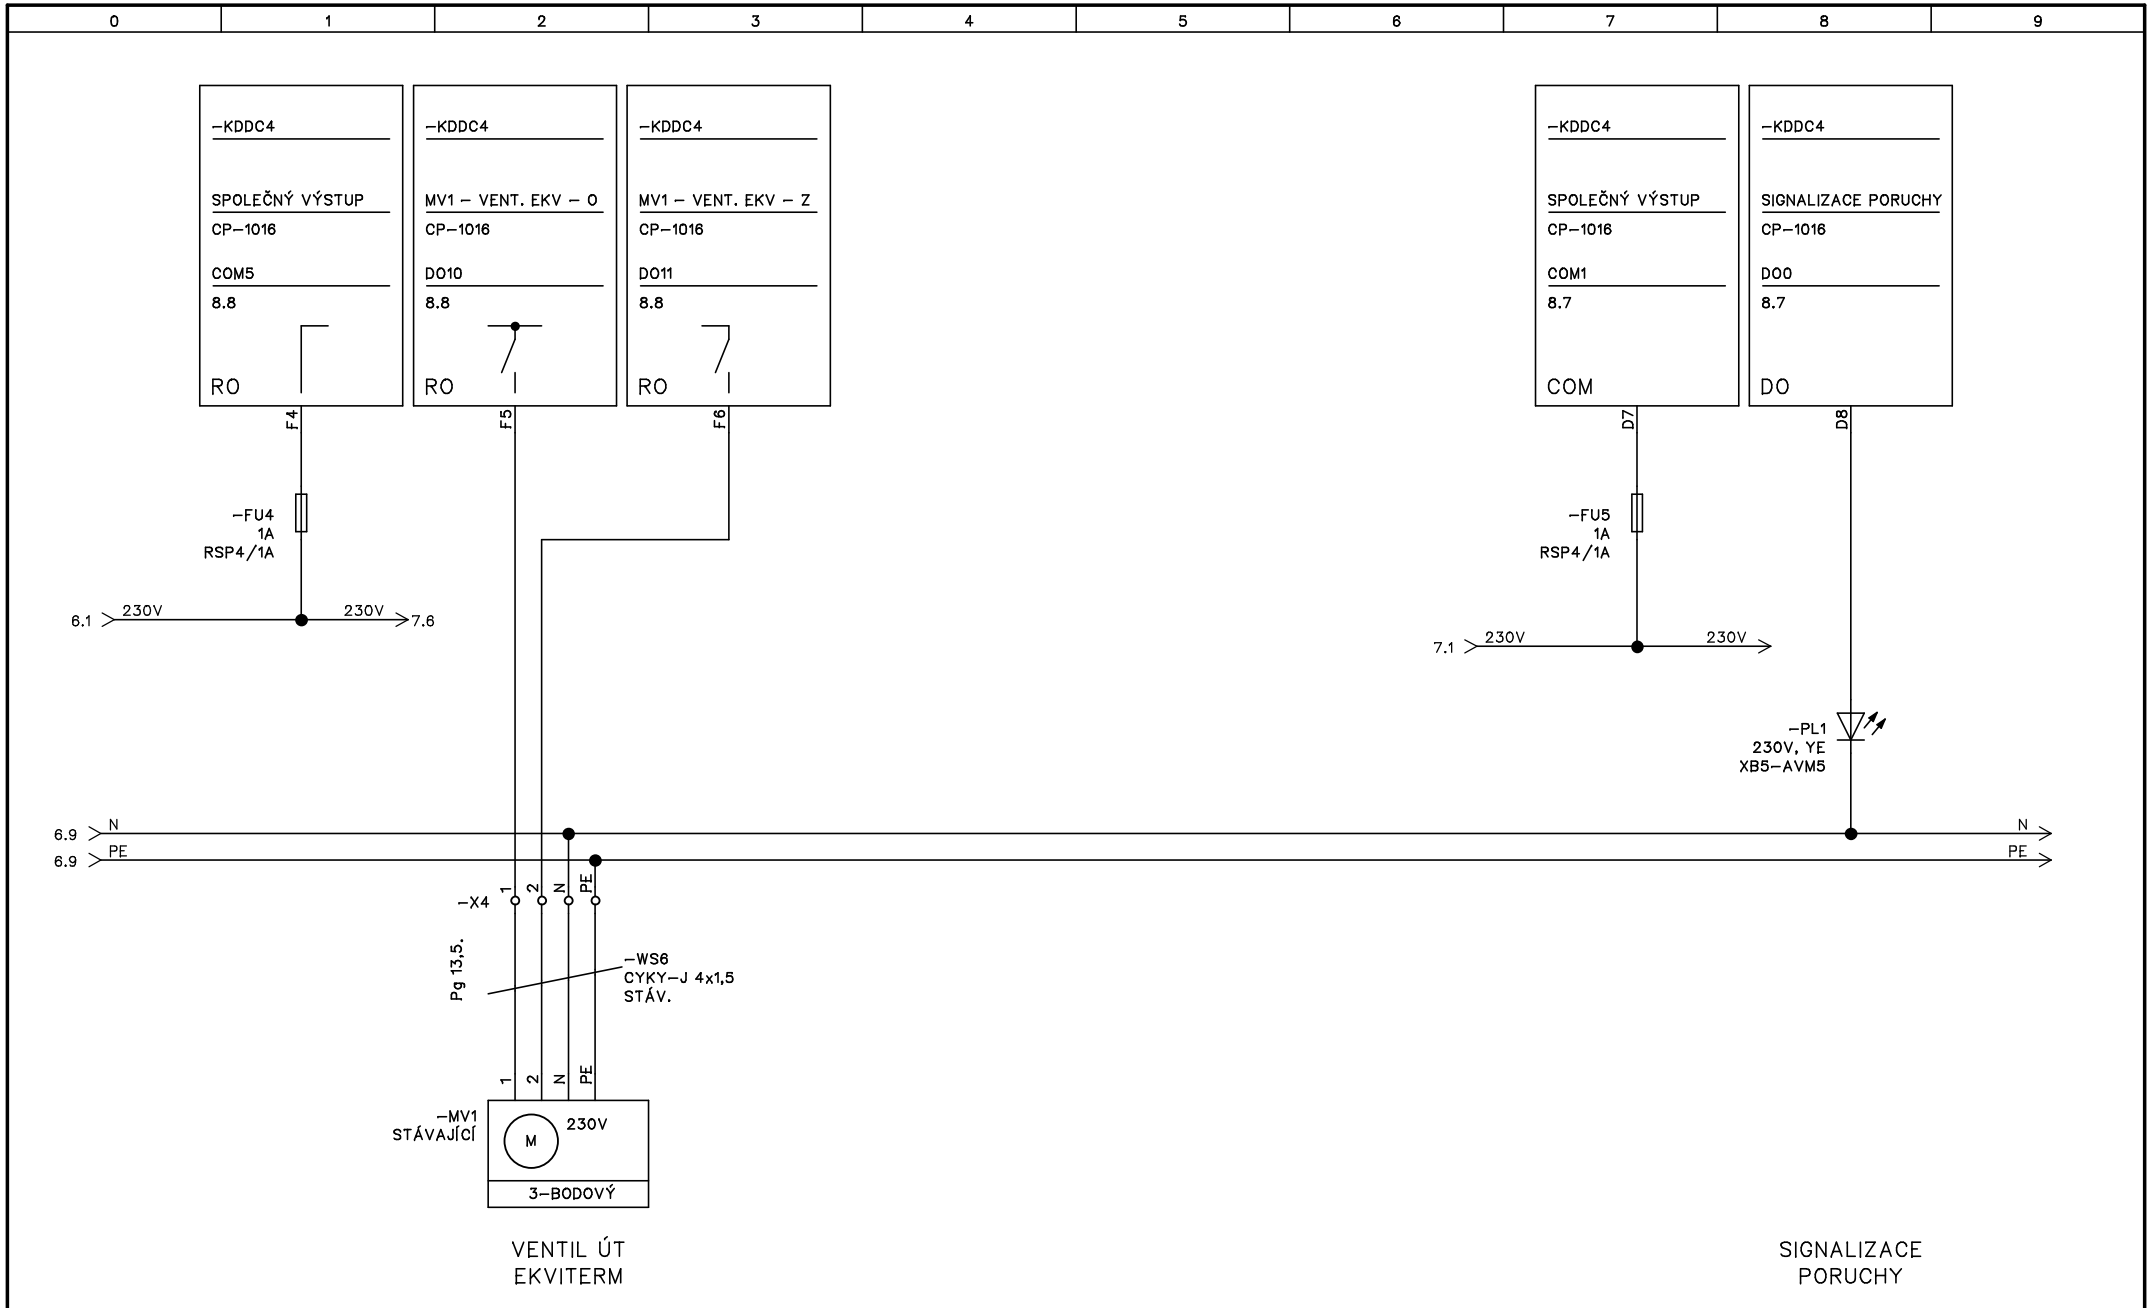 0 1 2 3 4 5 6 7 8 9
-KDDC4
SPOLEČNÝ VÝSTUP
CP-1016
COM5
8.8
RO
F4
-KDDC4
MV1 - VENT. EKV - O
CP-1016
DO10
8.8
RO
F5
-KDDC4
MV1 - VENT. EKV - Z
CP-1016
DO11
8.8
RO
F6
-KDDC4
SPOLEČNÝ VÝSTUP
CP-1016
COM1
8.7
COM
D7
-KDDC4
SIGNALIZACE PORUCHY
CP-1016
DO0
8.7
DO
D8
-FU4
1A
RSP4/1A
6.1 230V 230V 7.6
-FU5
1A
RSP4/1A
7.1 230V 230V
-PL1
230V, YE
XB5-AVM5
6.9 N N
6.9 PE PE
-X4 1 2 N PE
Pg 13,5.
-WS6
CYKY-J 4x1,5
STÁV.
1 2 N PE
-MV1
STÁVAJÍCÍ
M 230V
3-BODOVÝ
VENTIL ÚT
EKVITERM
SIGNALIZACE
PORUCHY